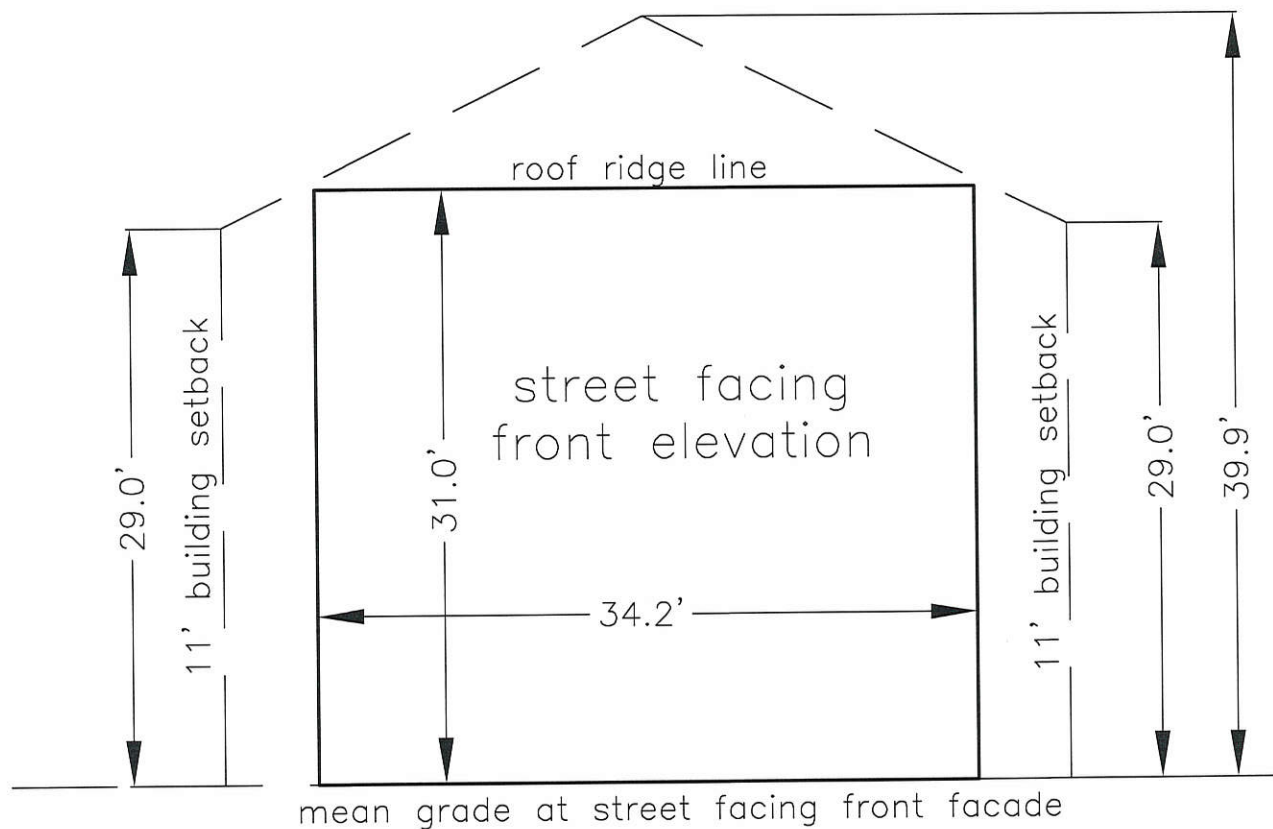 roof ridge line
street facing
front elevation
29.0'
11' building setback
31.0'
34.2'
11' building setback
29.0'
39.9'
mean grade at street facing front facade